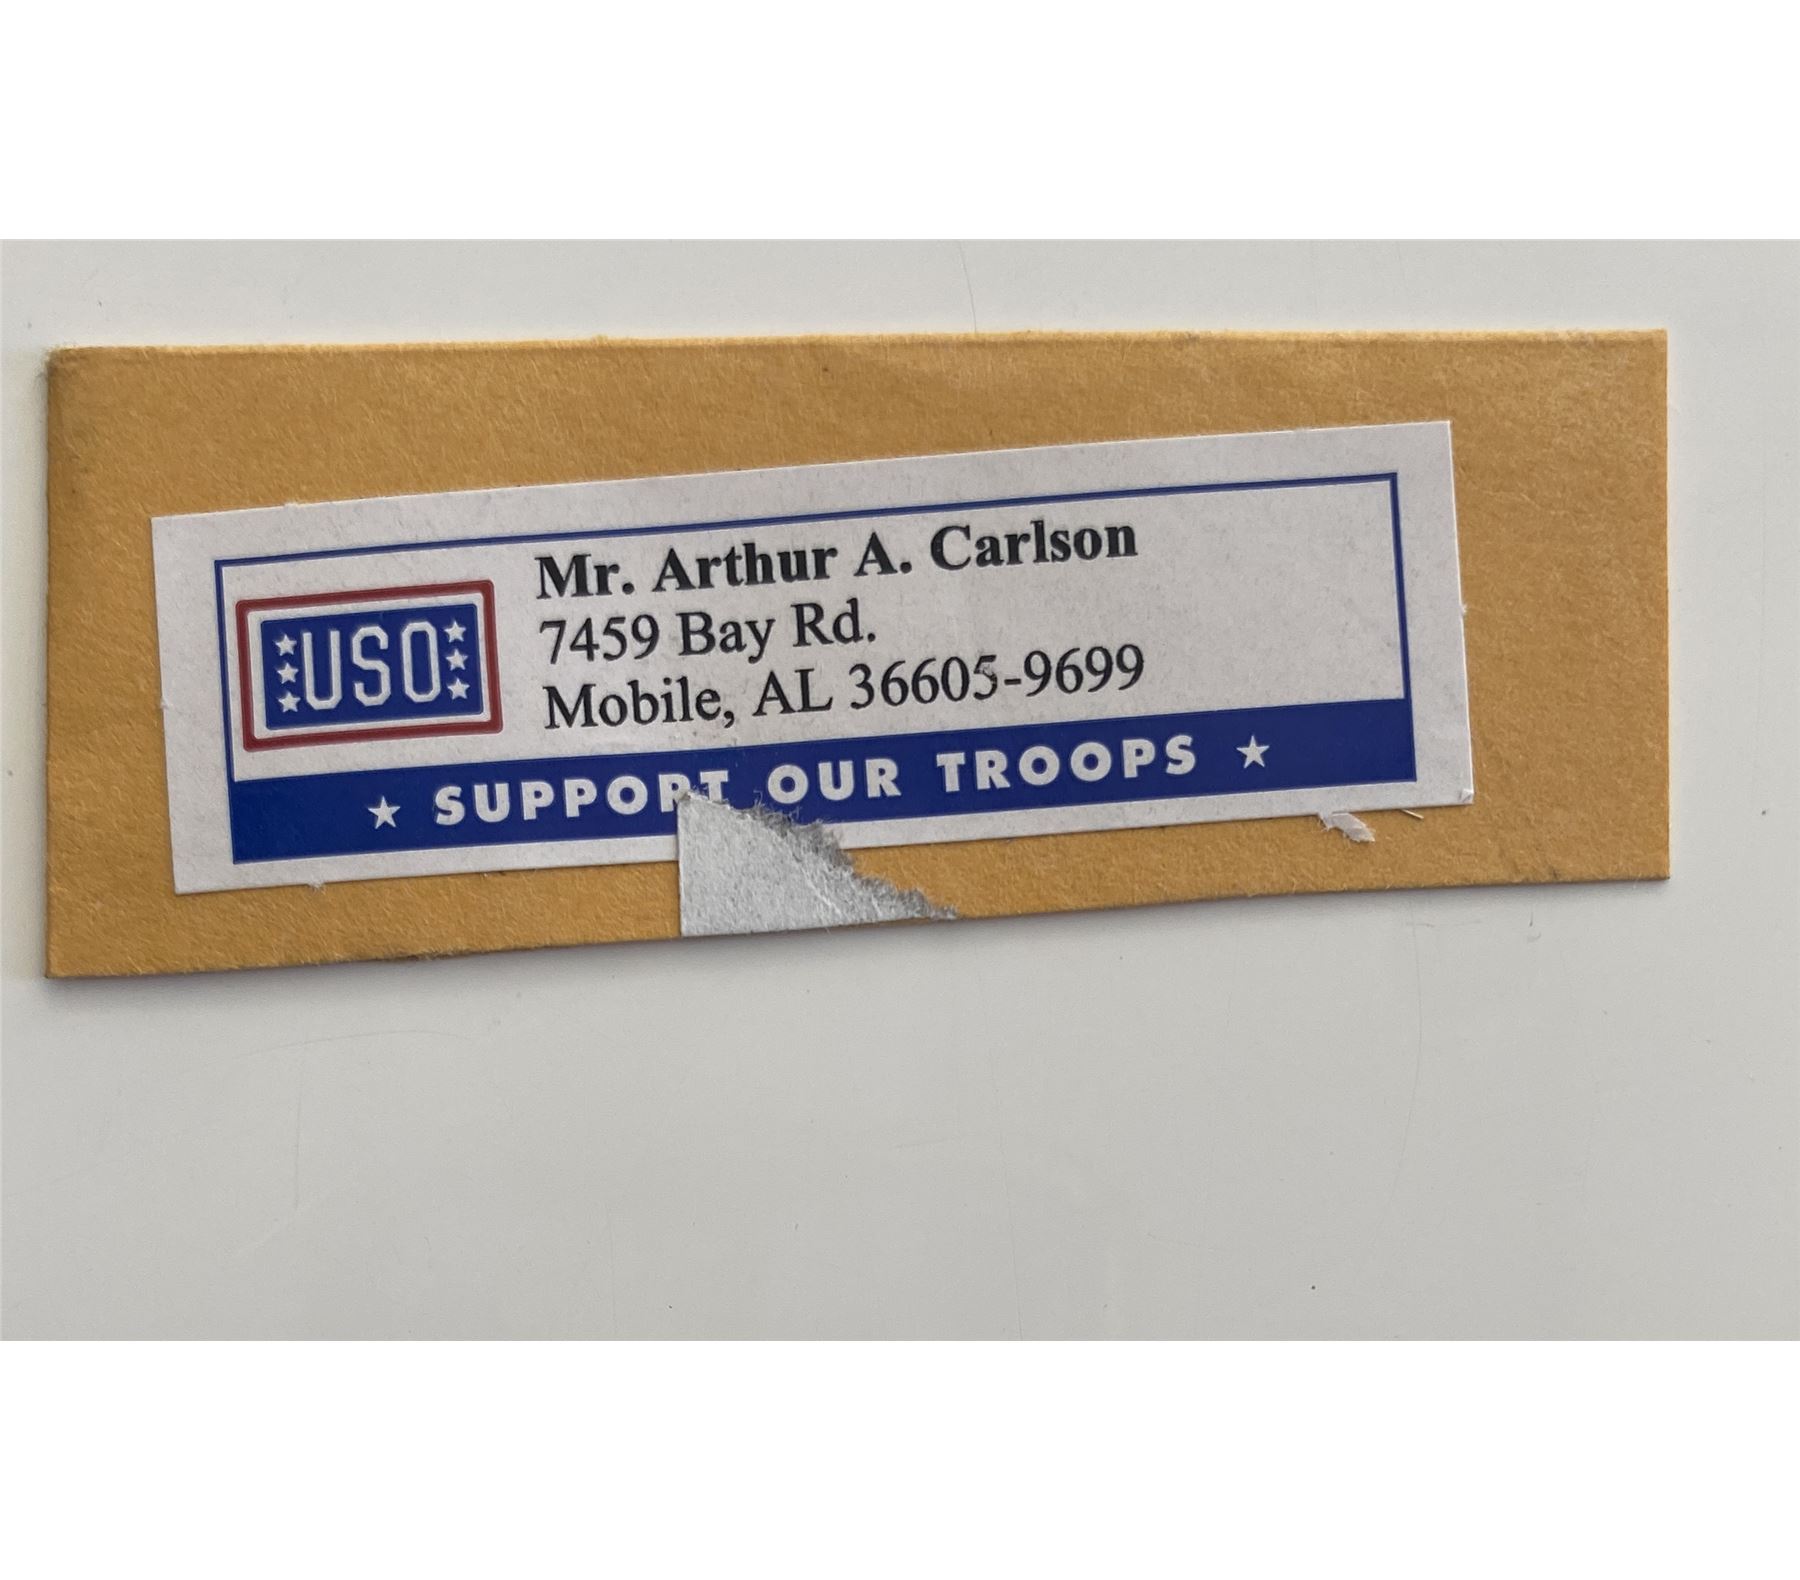 Mr. Arthur A. Carlson
7459 Bay Rd.
Mobile, AL 36605-9699
USO
SUPPORT OUR TROOPS